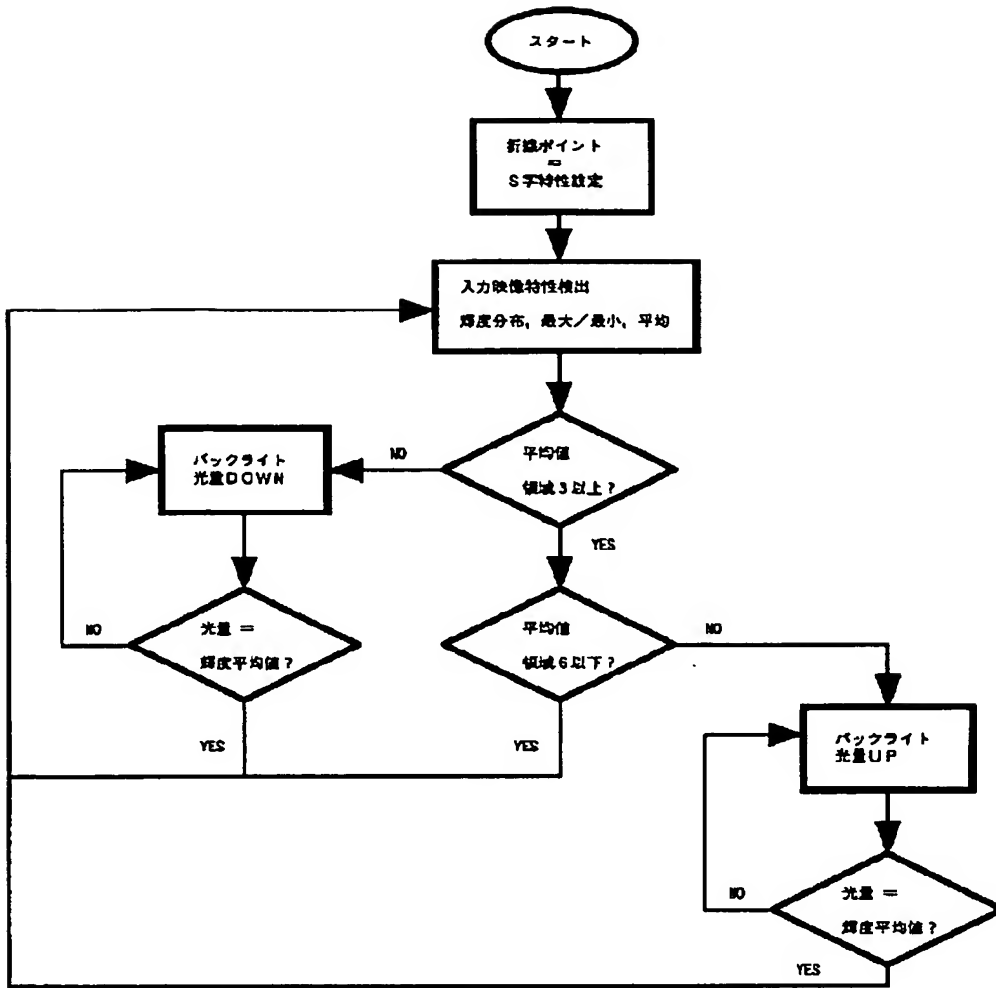 スタート
折線ポイント
=
S字特性設定
入力映像特性検出
輝度分布, 最大/最小, 平均
平均値
領域3以上?
NO
バックライト
光量DOWN
YES
光量 =
輝度平均値?
NO
平均値
領域6以下?
NO
YES
YES
バックライト
光量UP
光量 =
輝度平均値?
NO
YES